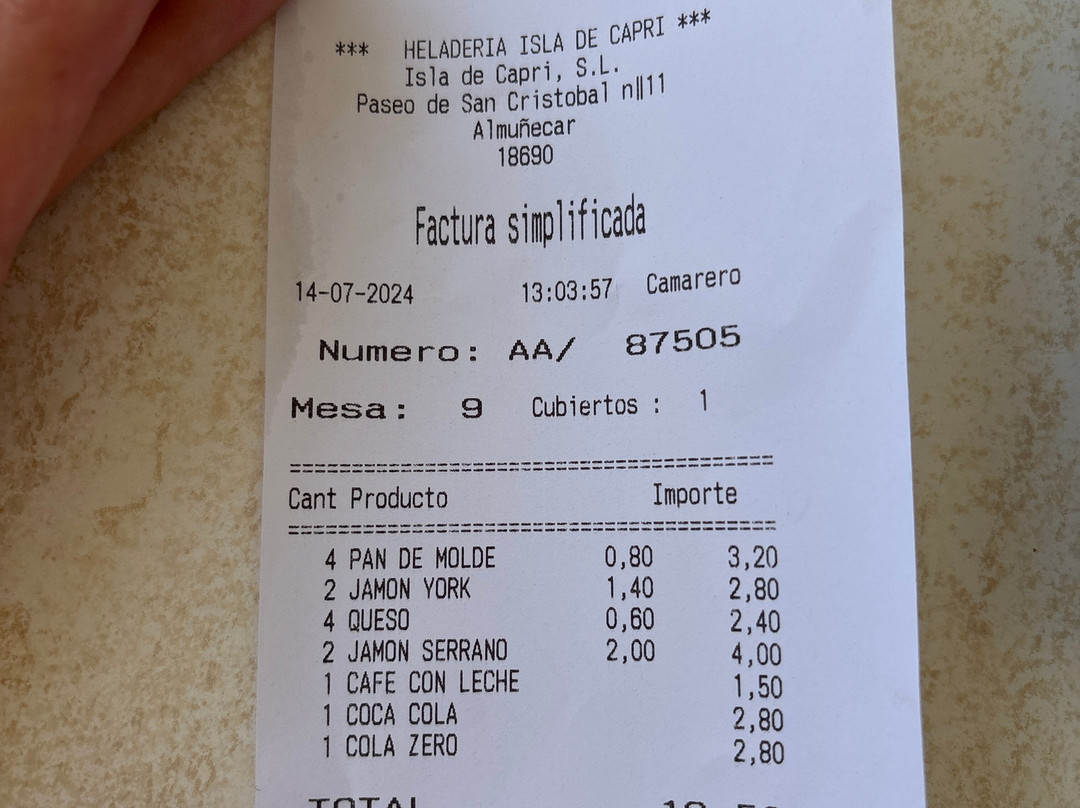 *** HELADERIA ISLA DE CAPRI ***
Isla de Capri, S.L.
Paseo de San Cristobal n‖11
Almuñecar
18690
Factura simplificada
14-07-2024 13:03:57 Camarero
Numero: AA/ 87505
Mesa: 9 Cubiertos : 1
=======================================
Cant Producto Importe
=======================================
4 PAN DE MOLDE 0,80 3,20
2 JAMON YORK 1,40 2,80
4 QUESO 0,60 2,40
2 JAMON SERRANO 2,00 4,00
1 CAFE CON LECHE 1,50
1 COCA COLA 2,80
1 COLA ZERO 2,80
TOTAL